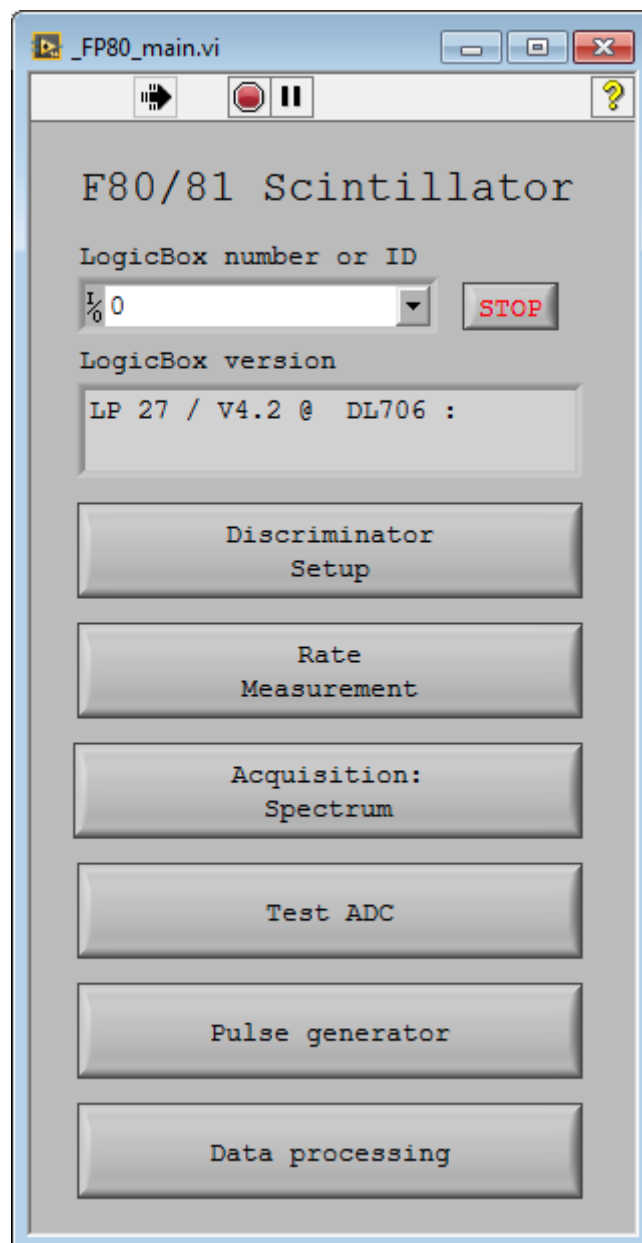 _FP80_main.vi
?
F80/81 Scintillator
LogicBox number or ID
I/O 0
STOP
LogicBox version
LP 27 / V4.2 @  DL706 :
Discriminator
Setup
Rate
Measurement
Acquisition:
Spectrum
Test ADC
Pulse generator
Data processing